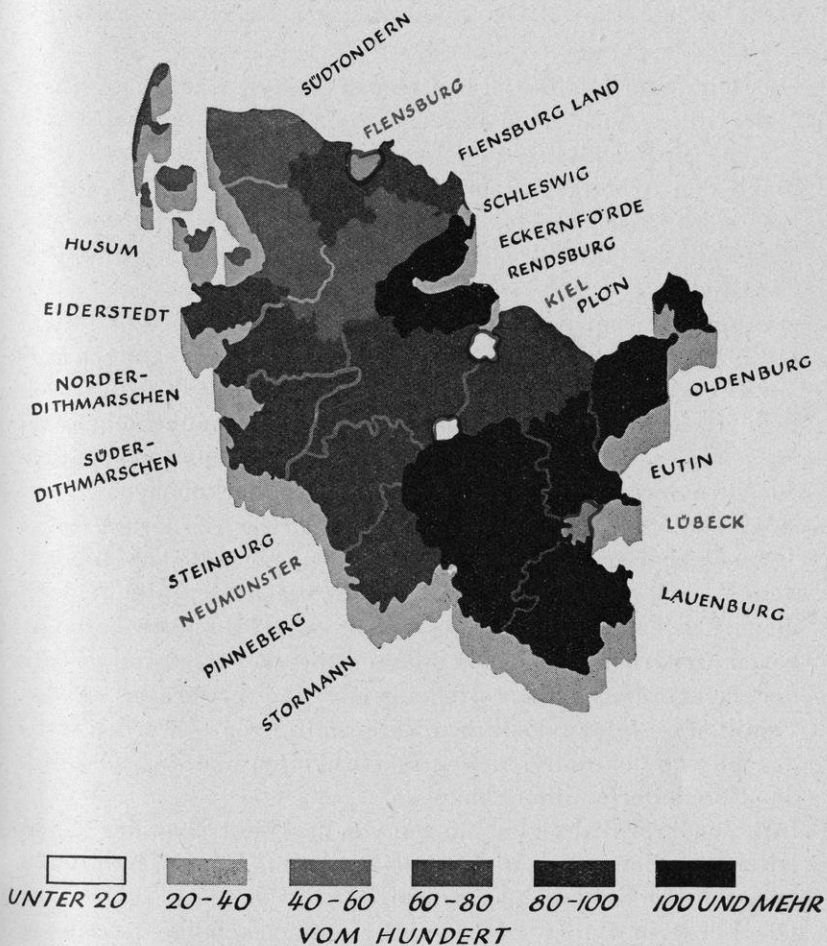 SÜDTONDERN
FLENSBURG
FLENSBURG LAND
SCHLESWIG
ECKERNFÖRDE
RENDSBURG
KIEL
PLÖN
HUSUM
EIDERSTEDT
NORDER-
DITHMARSCHEN
SÜDER-
DITHMARSCHEN
OLDENBURG
EUTIN
LÜBECK
LAUENBURG
STEINBURG
NEUMÜNSTER
PINNEBERG
STORMANN
UNTER 20 20-40 40-60 60-80 80-100 100 UND MEHR
VOM HUNDERT